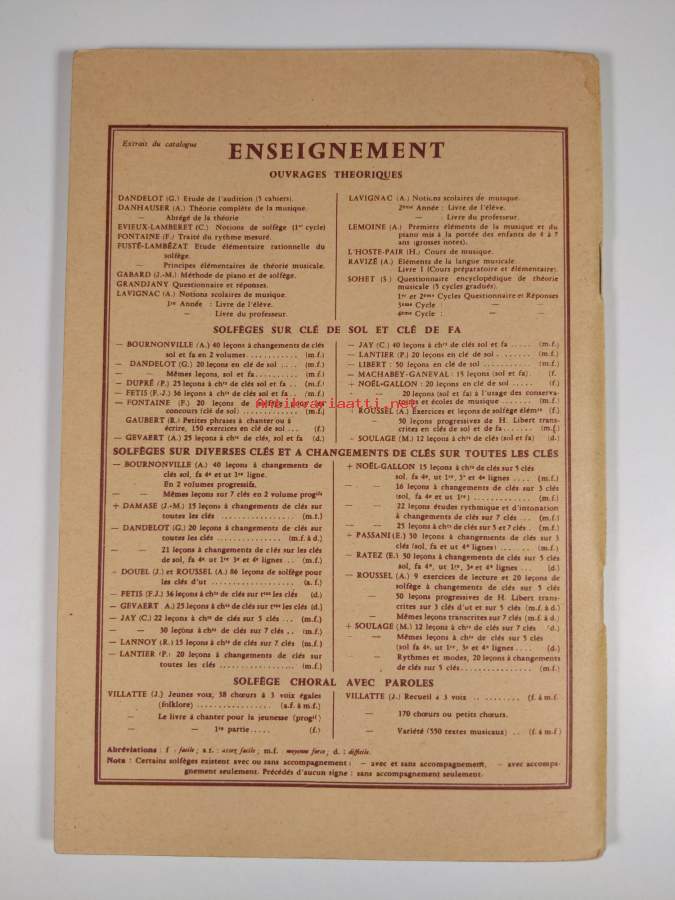 Extrait du catalogue
ENSEIGNEMENT
OUVRAGES THEORIQUES
DANDELOT (G.) Etude de l'audition (5 cahiers).
DANHAUSER (A.) Théorie complète de la musique.
— Abrégé de la théorie
EVIEUX-LAMBERET (C.) Notions de solfège (1er cycle)
FONTAINE (F.) Traité du rythme mesuré.
FUSTÉ-LAMBÉZAT Etude élémentaire rationnelle du
solfège.
— Principes élémentaires de théorie musicale.
GABARD (J.-M.) Méthode de piano et de solfège.
GRANDJANY Questionnaire et réponses.
LAVIGNAC (A.) Notions scolaires de musique.
1re Année : Livre de l'élève.
— : Livre du professeur.
LAVIGNAC (A.) Notions scolaires de musique.
2ème Année : Livre de l'élève.
— : Livre du professeur.
LEMOINE (A.) Premiers éléments de la musique et du
piano mis à la portée des enfants de 4 à 7
ans (grosses notes).
L'HOSTE-PAIR (H.) Cours de musique.
RAVIZÉ (A.) Eléments de la langue musicale.
Livre I (Cours préparatoire et élémentaire).
SOHET (S.) Questionnaire encyclopédique de théorie
musicale (5 cycles gradués).
1er et 2ème Cycles Questionnaire et Réponses
3ème Cycle — —
4ème Cycle : — —
SOLFÈGES SUR CLÉ DE SOL ET CLÉ DE FA
— BOURNONVILLE (A.) 40 leçons à changements de clés
sol et fa en 2 volumes ........... (m.f.)
— DANDELOT (G.) 20 leçons en clé de sol .. . (m.f.)
— — Mêmes leçons, sol et fa.......... (m.f.)
— DUPRÉ (P.) 25 leçons à chts de clés sol et fa .. (m.f.)
— FETIS (F.-J.) 36 leçons à chts de clés sol et fa .. (m.f.)
— FONTAINE (F.) 20 leçons de solfège pour
concours (clé de sol) ............... (m.f.)
GAUBERT (R.) Petites phrases à chanter ou à
écrire, 150 exercices en clé de sol ... (f.)
— GEVAERT (A.) 25 leçons à chts de clés, sol et fa (d.)
— JAY (C.) 40 leçons à chts de clés sol et fa ..... (m.f.)
— LANTIER (P.) 20 leçons en clé de sol ........ (m.f.)
— LIBERT : 50 leçons en clé de sol ........... (m.f.)
— MACHABEY-GANEVAL : 15 leçons (sol et fa) (f.
— NOËL-GALLON : 20 leçons en clé de sol ..... (f.
+ — 20 leçons (sol et fa) à l'usage des conserva-
toires et écoles de musique ....... (m.f.)
ROUSSEL (A.) Exercices et leçons de solfège élémre (f.)
— 50 leçons progressives de H. Libert trans-
crites en clés de sol et de fa....... (m.f.)
- SOULAGE (M.) 12 leçons à chts de clés (sol et fa) (d.)
antikvariaatti.net
SOLFÈGES SUR DIVERSES CLÉS ET A CHANGEMENTS DE CLÉS SUR TOUTES LES CLÉS
— BOURNONVILLE (A.) 40 leçons à changements de
clés sol, fa 4e et ut 1re ligne.
En 2 volumes progressifs.
— — Mêmes leçons sur 7 clés en 2 volume progifs
+ DAMASE (J.-M.) 15 leçons à changements de clés sur
toutes les clés ................... (m.t.)
— DANDELOT (G.) 20 leçons à changements de clés sur
toutes les clés ............... (m.f. à d.)
— — 21 leçons à changements de clés sur les clés
de sol, fa 4e ut 1re 3e et 4e lignes .. (m.f.)
+ DOUEL (J.) et ROUSSEL (A.) 86 leçons de solfège pour
les clés d'ut ...................... (a. f.)
— FETIS (F.J.) 36 leçons à chts de clés sur ttes les clés (d.)
— GEVAERT (A.) 25 leçons à chts de clés sur ttes les clés (d.)
— JAY (C.) 22 leçons à chts de clés sur 5 clés ... (m.f.)
— — 50 leçons à chts de clés sur 7 clés .. (m.f.)
— LANNOY (R.) 15 leçons à chts de clés sur 7 clés (m.f.)
— LANTIER (P.) 20 leçons à changements de clés sur
toutes les clés .................. (m.f.)
+ NOËL-GALLON 15 leçons à chts de clés sur 5 clés
sol, fa 4e, ut 1re, 3e et 4e lignes .... (m.f.)
— — 16 leçons à changements de clés sur 3 clés
(sol, fa 4e et ut 1re) .............. (m.f.)
— — 22 leçons études rythmique et d'intonation
à changements de clés sur 7 clés ... (m.f.)
— — 25 leçons à chts de clés sur 5 et 7 clés . (m.f.)
+ PASSANI (E.) 50 leçons à changements de clés sur 3
clés (sol, fa et ut 4e lignes) ....... (m.f.)
— RATEZ (E.) 50 leçons à changements de clés sur 5 clés
sol, fa 4e, ut 1re, 3e et 4e lignes ... (d.)
— ROUSSEL (A.) 9 exercices de lecture et 20 leçons de
solfège à changements de clés sur 5 clés
— 50 leçons progressives de H. Libert trans-
crites sur 3 clés d'ut et sur 5 clés (m.f. à d.)
— Mêmes leçons transcrites sur 7 clés (m.f. à d.)
+ SOULAGE (M.) 12 leçons à chts de clés sur 7 clés (d.)
— — Mêmes leçons à chts de clés sur 5 clés
(sol fa 4e, ut 1re, 3e et 4e lignes .... (d.)
— — Rythmes et modes, 20 leçons à changements
de clés sur 5 clés................ (m.f.)
SOLFÈGE CHORAL AVEC PAROLES
VILLATTE (J.) Jeunes voix, 38 chœurs à 3 voix égales
(folklore) .................. (a.f. à m.f.)
— Le livre à chanter pour la jeunesse (progif)
— — 1re partie..... (f.)
VILLATTE (J.) Recueil à 3 voix .. ......... (f. à m.f.
— 170 chœurs ou petits chœurs.
— Variété (550 textes musicaux) .. (f. à m.f.)
Abréviations : f : facile ; a.f. : assez facile ; m.f. : moyenne force ; d. : difficile.
Nota : Certains solfèges existent avec ou sans accompagnement : — avec et sans accompagnement, - avec accompa-
gnement seulement. Précédés d'aucun signe : sans accompagnement seulement.